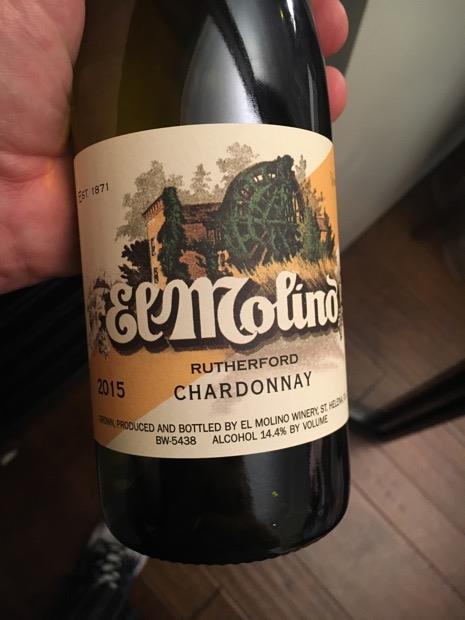 EST 1871
El Molino
RUTHERFORD
2015
CHARDONNAY
GROWN, PRODUCED AND BOTTLED BY EL MOLINO WINERY, ST. HELENA,
BW-5438 ALCOHOL 14.4% BY VOLUME